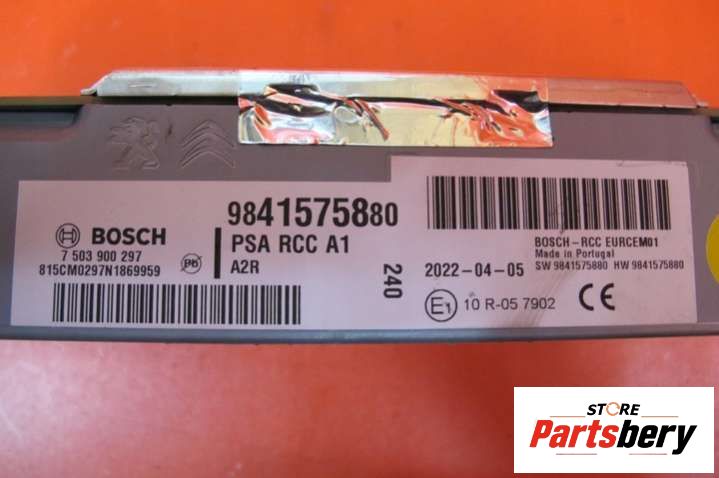 BOSCH
7 503 900 297
815CM0297N1869959
Pb
9841575880
PSA RCC A1
A2R
240
BOSCH-RCC EURCEM01
Made in Portugal
2022-04-05
SW 9841575880 HW 9841575880
E1
10 R-05 7902
CE
STORE
Partsbery